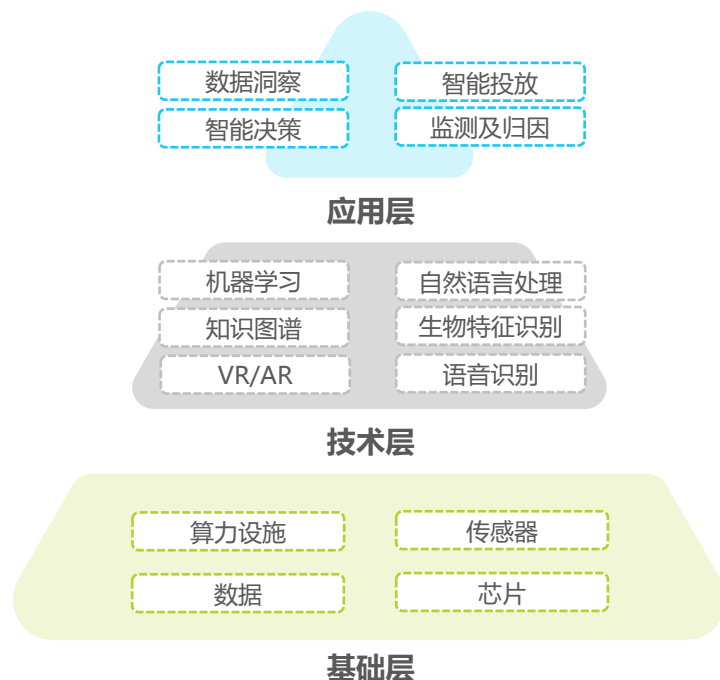 数据洞察
智能投放
智能决策
监测及归因
应用层
机器学习
自然语言处理
知识图谱
生物特征识别
VR/AR
语音识别
技术层
算力设施
传感器
数据
芯片
基础层